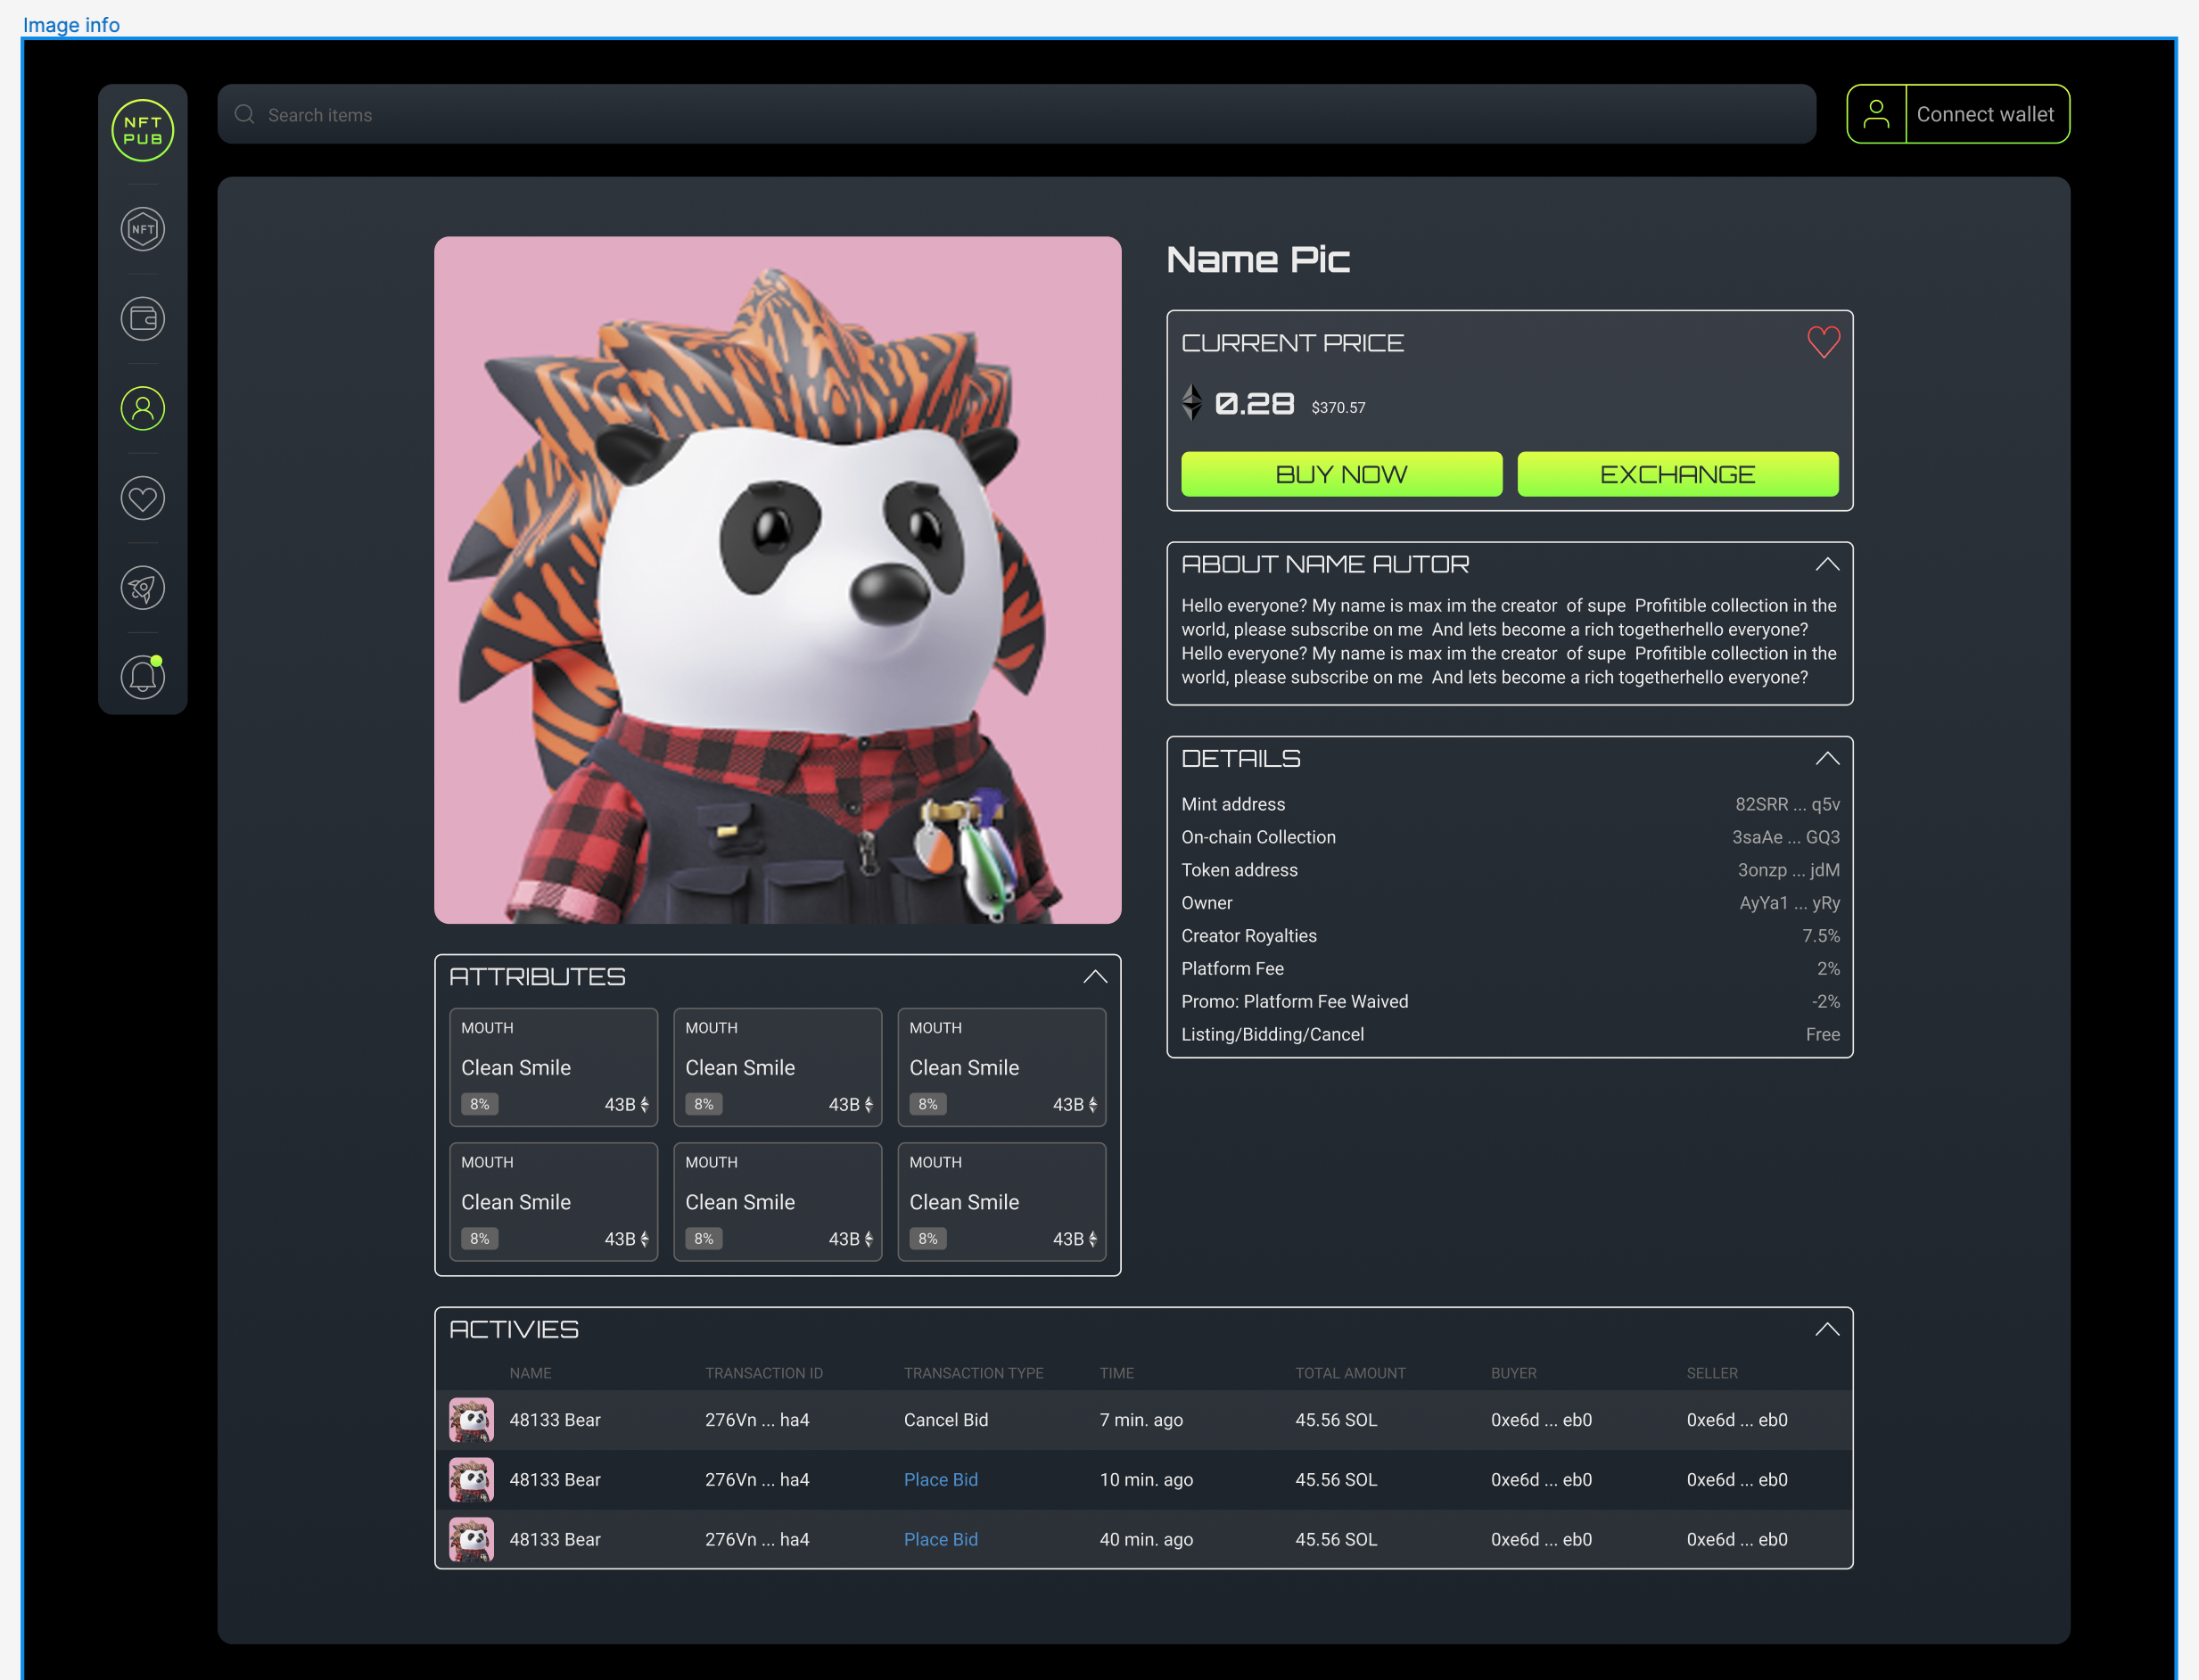 Image info
NFT
PUB
Search items
Connect wallet
NFT
Name Pic
CURRENT PRICE
0.28 $370.57
BUY NOW EXCHANGE
ABOUT NAME AUTOR
Hello everyone? My name is max im the creator  of supe  Profitible collection in the
world, please subscribe on me  And lets become a rich togetherhello everyone?
Hello everyone? My name is max im the creator  of supe  Profitible collection in the
world, please subscribe on me  And lets become a rich togetherhello everyone?
DETAILS
Mint address 82SRR ... q5v
On-chain Collection 3saAe ... GQ3
Token address 3onzp ... jdM
Owner AyYa1 ... yRy
Creator Royalties 7.5%
Platform Fee 2%
Promo: Platform Fee Waived -2%
Listing/Bidding/Cancel Free
ATTRIBUTES
MOUTH MOUTH MOUTH
Clean Smile Clean Smile Clean Smile
8% 43B 8% 43B 8% 43B
MOUTH MOUTH MOUTH
Clean Smile Clean Smile Clean Smile
8% 43B 8% 43B 8% 43B
ACTIVIES
NAME TRANSACTION ID TRANSACTION TYPE TIME TOTAL AMOUNT BUYER SELLER
48133 Bear 276Vn ... ha4 Cancel Bid 7 min. ago 45.56 SOL 0xe6d ... eb0 0xe6d ... eb0
48133 Bear 276Vn ... ha4 Place Bid 10 min. ago 45.56 SOL 0xe6d ... eb0 0xe6d ... eb0
48133 Bear 276Vn ... ha4 Place Bid 40 min. ago 45.56 SOL 0xe6d ... eb0 0xe6d ... eb0